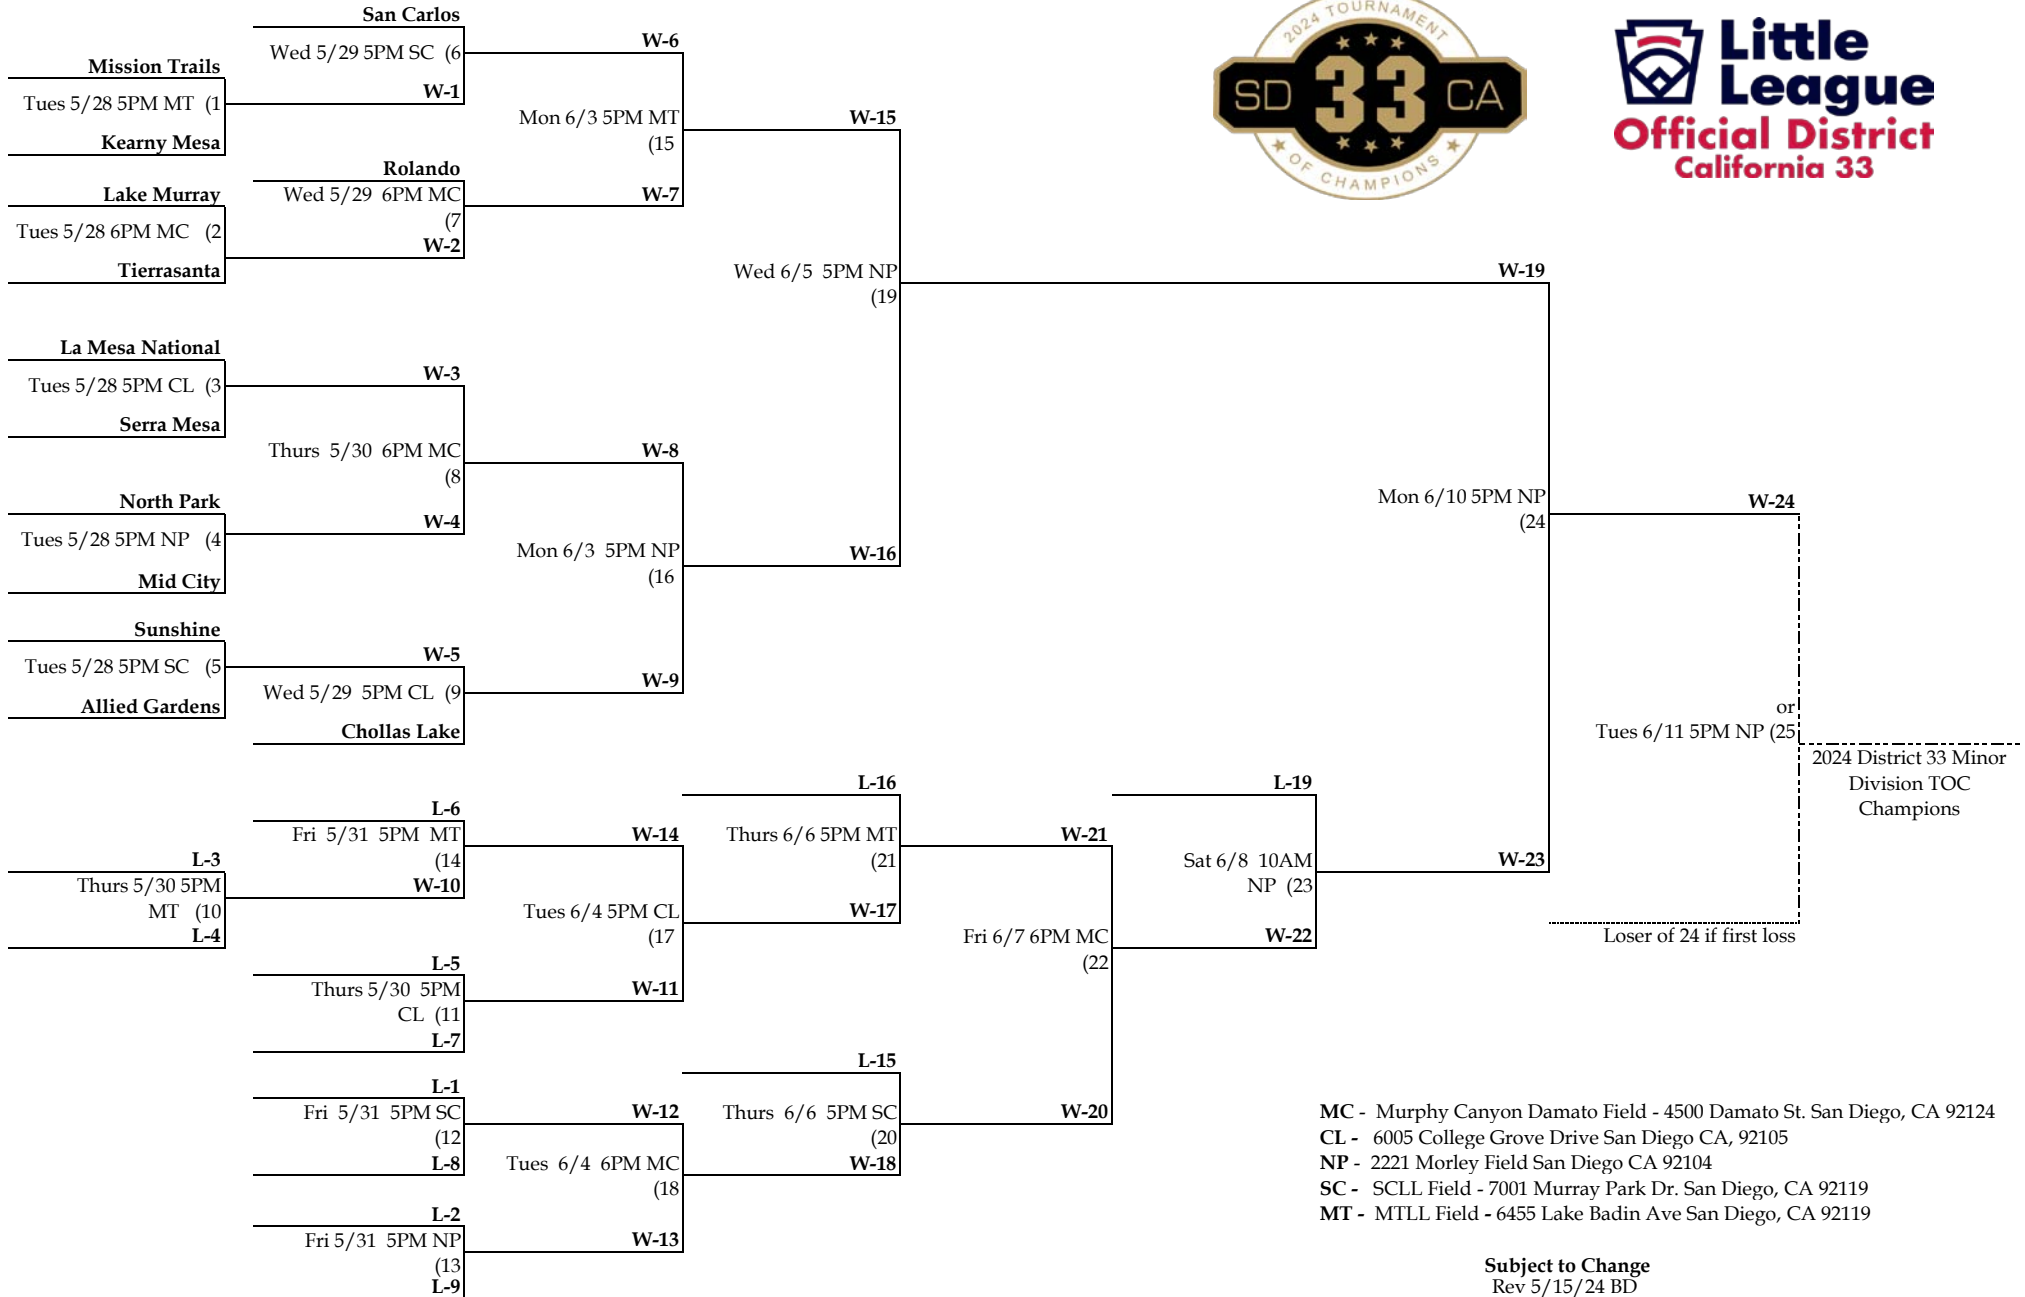 San Carlos
Wed 5/29 5PM SC (6
W-6
Mission Trails
Tues 5/28 5PM MT (1
W-1
Kearny Mesa
Mon 6/3 5PM MT
(15
W-15
Rolando
Lake Murray
Wed 5/29 6PM MC
(7
W-7
Tues 5/28 6PM MC (2
W-2
Tierrasanta
Wed 6/5 5PM NP
(19
W-19
La Mesa National
Tues 5/28 5PM CL (3
W-3
Serra Mesa
Thurs 5/30 6PM MC
(8
W-8
North Park
Tues 5/28 5PM NP (4
W-4
Mid City
Mon 6/3 5PM NP
(16
W-16
Mon 6/10 5PM NP
(24
W-24
Sunshine
Tues 5/28 5PM SC (5
W-5
Allied Gardens
Wed 5/29 5PM CL (9
W-9
Chollas Lake
or
Tues 6/11 5PM NP (25
2024 District 33 Minor
Division TOC
Champions
L-16
L-19
L-6
Fri 5/31 5PM MT
(14
W-14
Thurs 6/6 5PM MT
(21
W-21
L-3
Thurs 5/30 5PM
MT (10
L-4
W-10
Sat 6/8 10AM
NP (23
W-23
Tues 6/4 5PM CL
(17
W-17
Fri 6/7 6PM MC
(22
W-22
Loser of 24 if first loss
L-5
Thurs 5/30 5PM
CL (11
L-7
W-11
L-15
L-1
Fri 5/31 5PM SC
(12
L-8
W-12
Thurs 6/6 5PM SC
(20
W-20
Tues 6/4 6PM MC
(18
W-18
L-2
Fri 5/31 5PM NP
(13
L-9
W-13
2024 TOURNAMENT
SD 33 CA
OF CHAMPIONS
Little
League
Official District
California 33
MC - Murphy Canyon Damato Field - 4500 Damato St. San Diego, CA 92124
CL - 6005 College Grove Drive San Diego CA, 92105
NP - 2221 Morley Field San Diego CA 92104
SC - SCLL Field - 7001 Murray Park Dr. San Diego, CA 92119
MT - MTLL Field - 6455 Lake Badin Ave San Diego, CA 92119
Subject to Change
Rev 5/15/24 BD